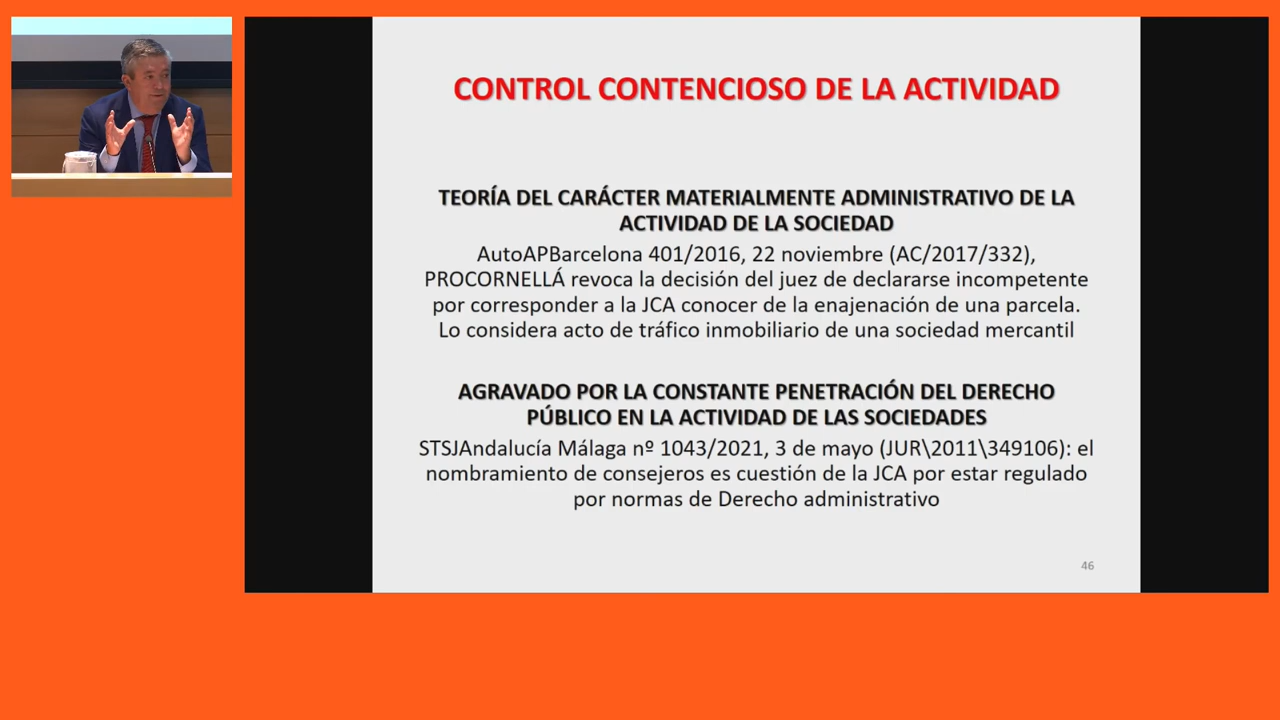 CONTROL CONTENCIOSO DE LA ACTIVIDAD
TEORÍA DEL CARÁCTER MATERIALMENTE ADMINISTRATIVO DE LA
ACTIVIDAD DE LA SOCIEDAD
AutoAPBarcelona 401/2016, 22 noviembre (AC/2017/332),
PROCORNELLÁ revoca la decisión del juez de declararse incompetente
por corresponder a la JCA conocer de la enajenación de una parcela.
Lo considera acto de tráfico inmobiliario de una sociedad mercantil
AGRAVADO POR LA CONSTANTE PENETRACIÓN DEL DERECHO
PÚBLICO EN LA ACTIVIDAD DE LAS SOCIEDADES
STSJAndalucía Málaga nº 1043/2021, 3 de mayo (JUR\2011\349106): el
nombramiento de consejeros es cuestión de la JCA por estar regulado
por normas de Derecho administrativo
46